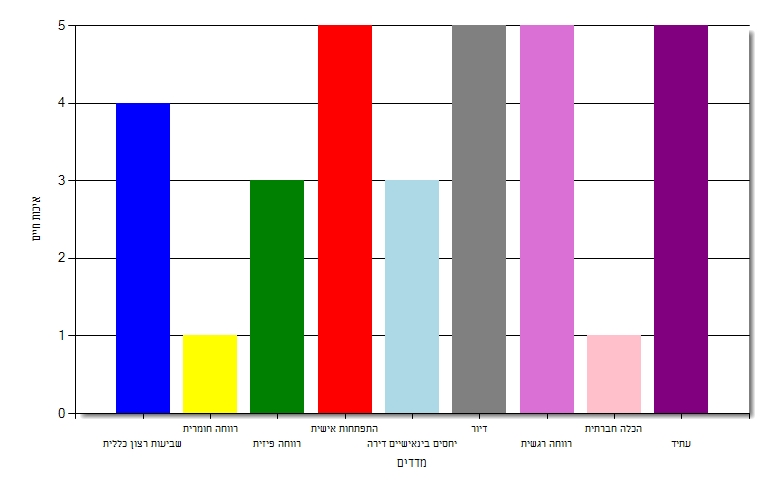 5
4
3
2
1
0
איכות חיים
רווחה חומרית
התפתחות אישית
דיור
הכלה חברתית
שביעות רצון כללית
רווחה פיזית
יחסים בינאישיים דירה
רווחה רגשית
עתיד
מדדים